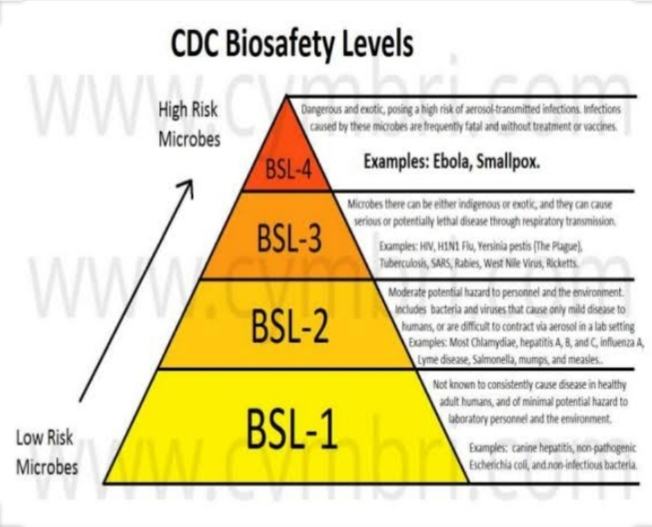 CDC Biosafety Levels
High Risk
Microbes
Low Risk
Microbes
BSL-4
Dangerous and exotic, posing a high risk of aerosol-transmitted infections. Infections
caused by these microbes are frequently fatal and without treatment or vaccines.
Examples: Ebola, Smallpox.
BSL-3
Microbes there can be either indigenous or exotic, and they can cause
serious or potentially lethal disease through respiratory transmission.
Examples: HIV, H1N1 Flu, Yersinia pestis (The Plague),
Tuberculosis, SARS, Rabies, West Nile Virus, Ricketts.
BSL-2
Moderate potential hazard to personnel and the environment.
Includes bacteria and viruses that cause only mild disease to
humans, or are difficult to contract via aerosol in a lab setting
Examples: Most Chlamydiae, hepatitis A, B, and C, influenza A,
Lyme disease, Salmonella, mumps, and measles..
BSL-1
Not known to consistently cause disease in healthy
adult humans, and of minimal potential hazard to
laboratory personnel and the environment.
Examples: canine hepatitis, non-pathogenic
Escherichia coli, and.non-infectious bacteria.
www.cymbri.com
www.cymbri.com
www.cymbri.com